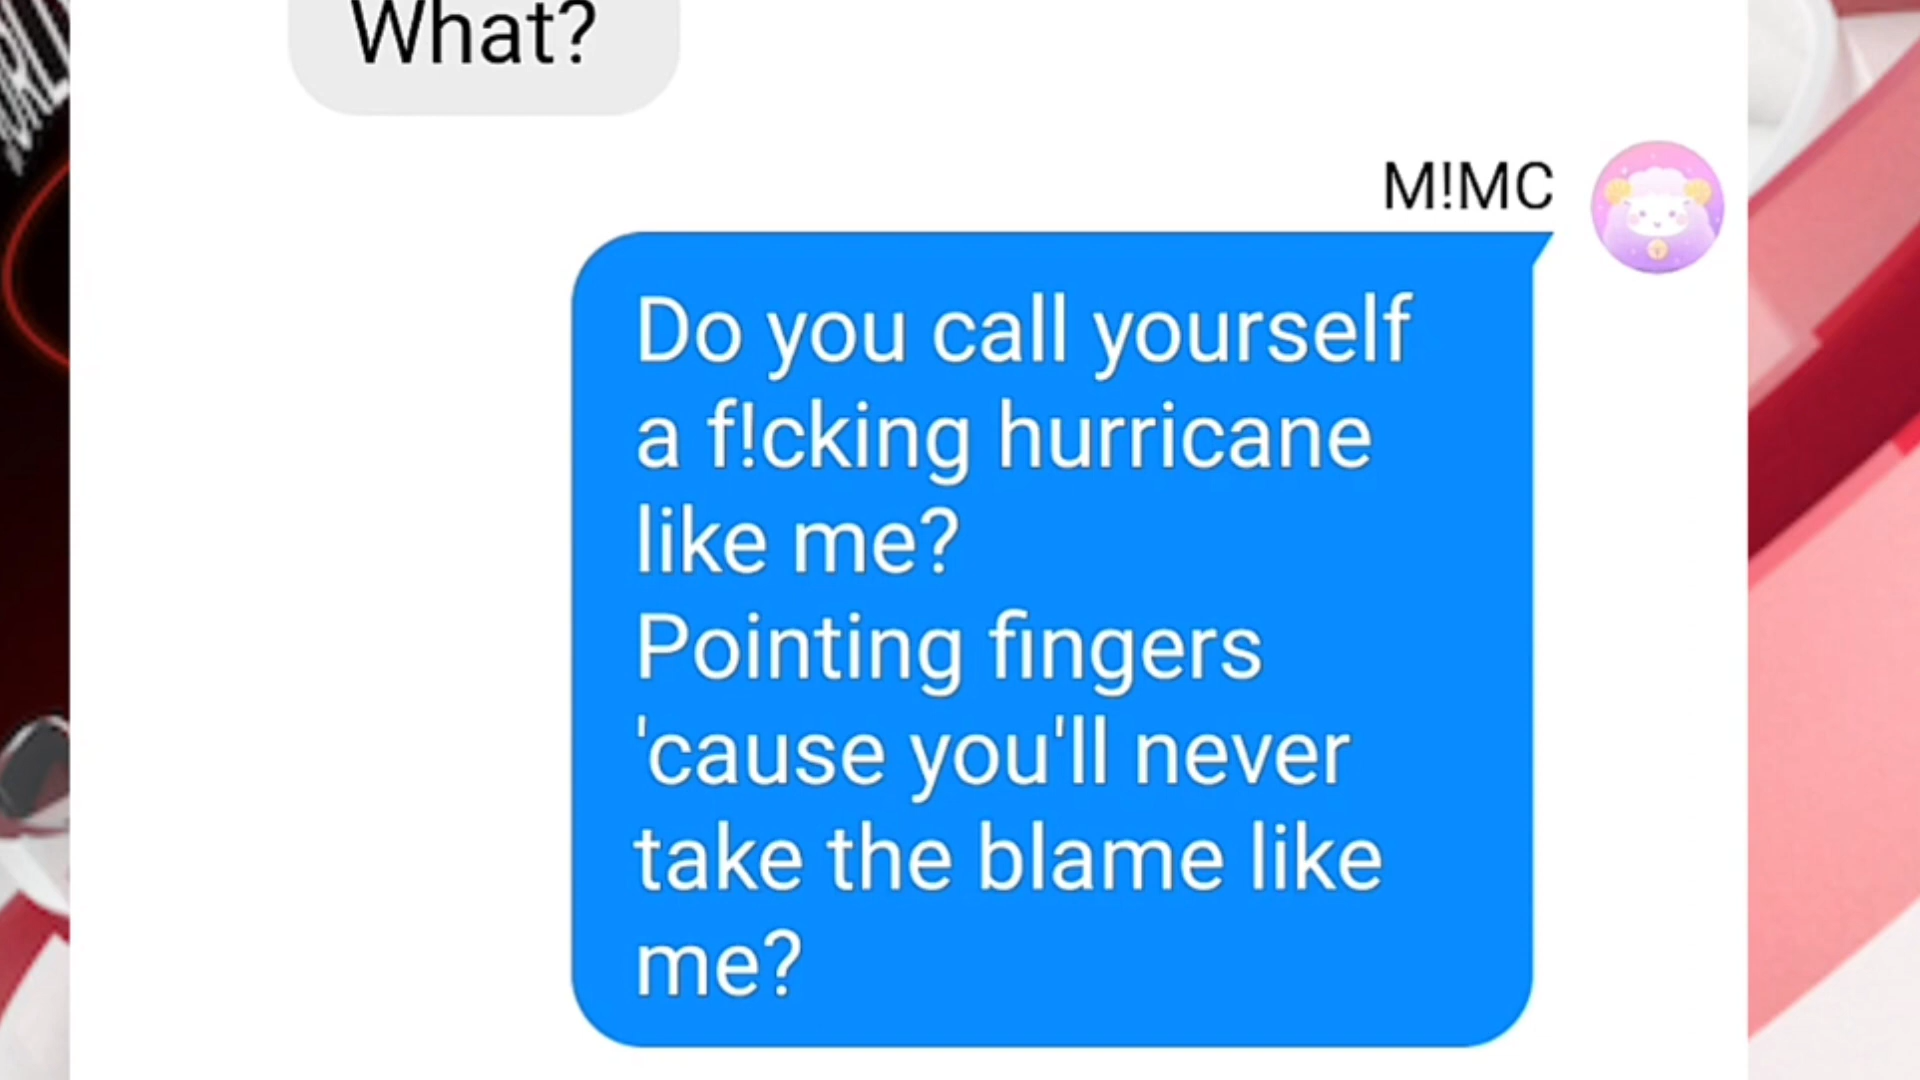 What?
M!MC
Do you call yourself
a f!cking hurricane
like me?
Pointing fingers
'cause you'll never
take the blame like
me?